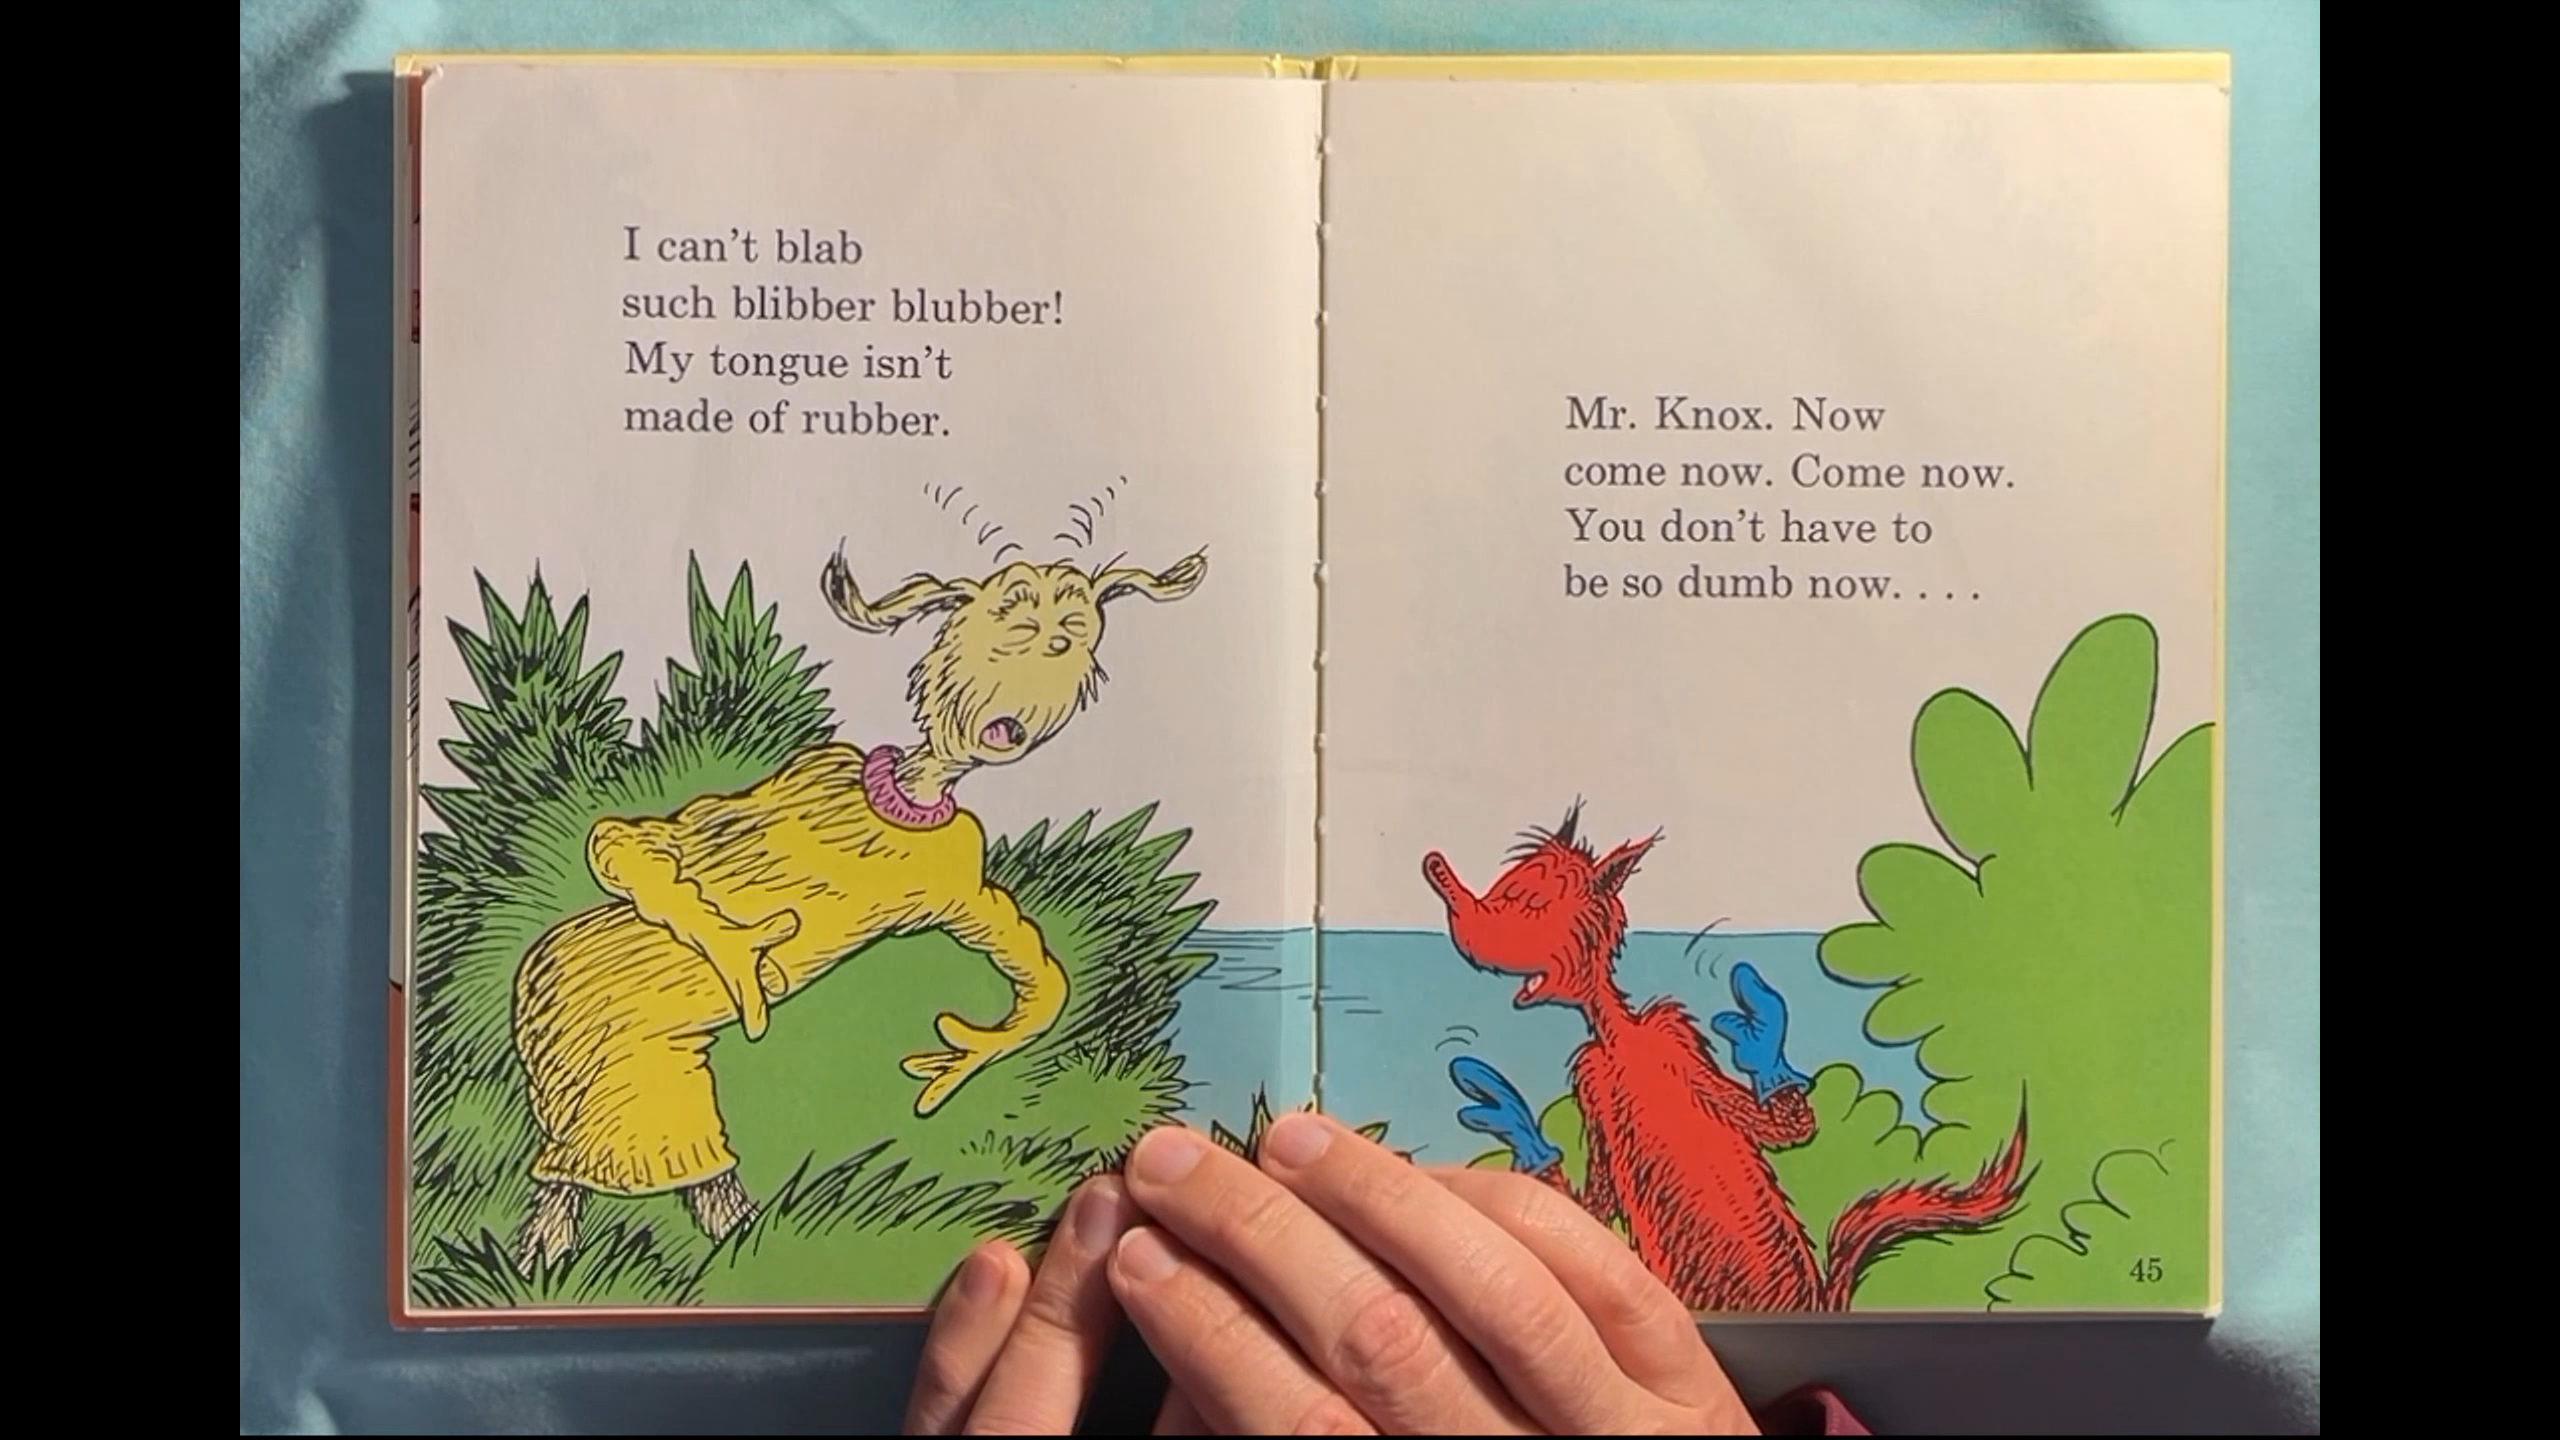 I can't blab
such blibber blubber!
My tongue isn't
made of rubber.
Mr. Knox. Now
come now. Come now.
You don't have to
be so dumb now. . . .
45